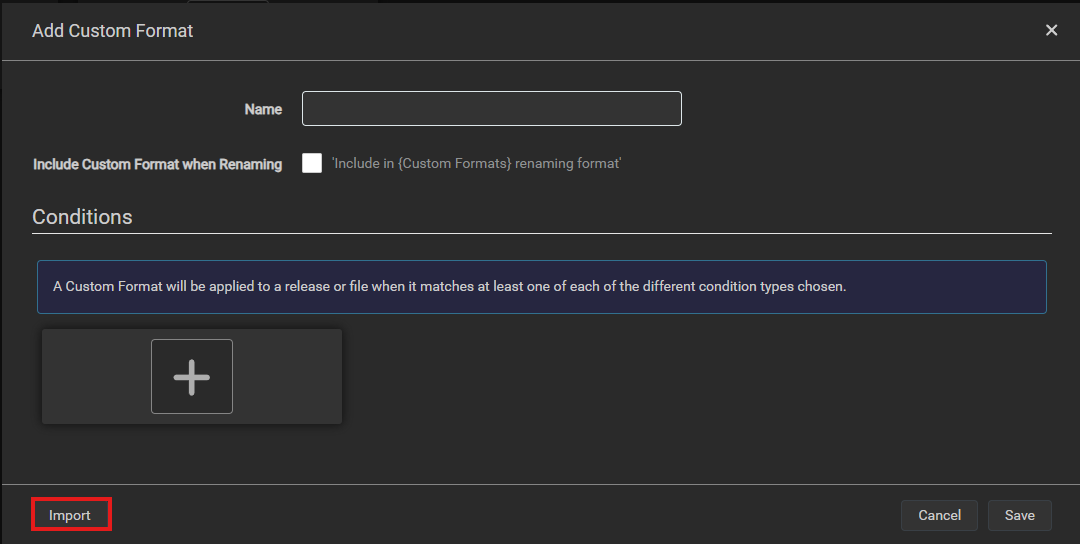 Add Custom Format
Name
Include Custom Format when Renaming
'Include in {Custom Formats} renaming format'
Conditions
A Custom Format will be applied to a release or file when it matches at least one of each of the different condition types chosen.
Import
Cancel
Save